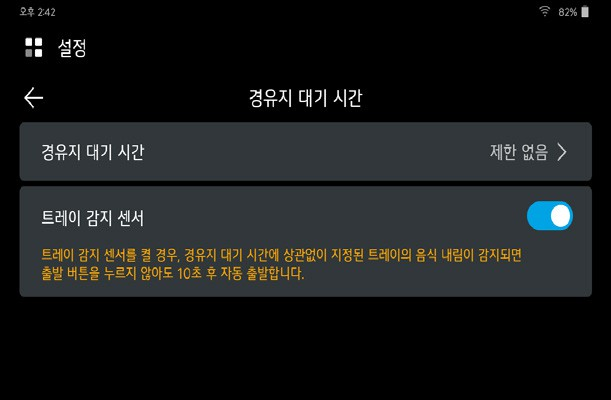 오후 2:42
82%
설정
경유지 대기 시간
경유지 대기 시간 제한 없음
트레이 감지 센서
트레이 감지 센서를 켤 경우, 경유지 대기 시간에 상관없이 지정된 트레이의 음식 내림이 감지되면
출발 버튼을 누르지 않아도 10초 후 자동 출발합니다.